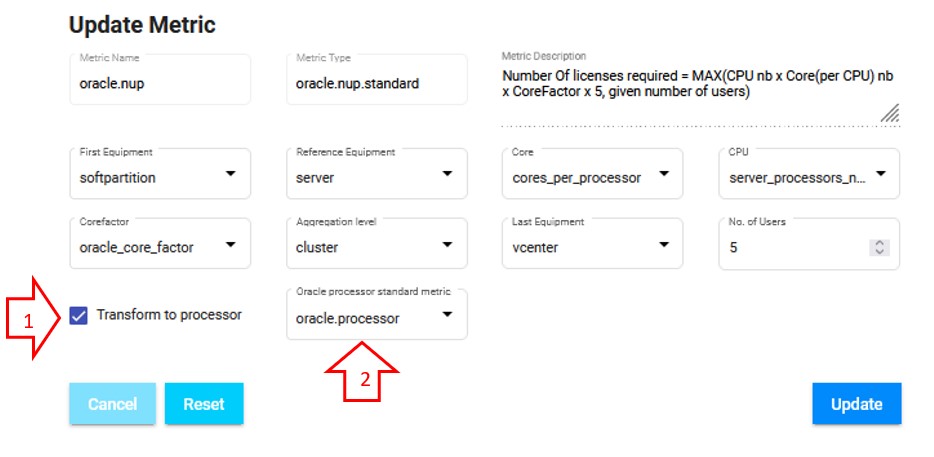 Update Metric
Metric Name
oracle.nup
Metric Type
oracle.nup.standard
Metric Description
Number Of licenses required = MAX(CPU nb x Core(per CPU) nb
x CoreFactor x 5, given number of users)
First Equipment
softpartition
Reference Equipment
server
Core
cores_per_processor
CPU
server_processors_n...
Corefactor
oracle_core_factor
Aggregation level
cluster
Last Equipment
vcenter
No. of Users
5
1
Transform to processor
Oracle processor standard metric
oracle.processor
2
Cancel
Reset
Update